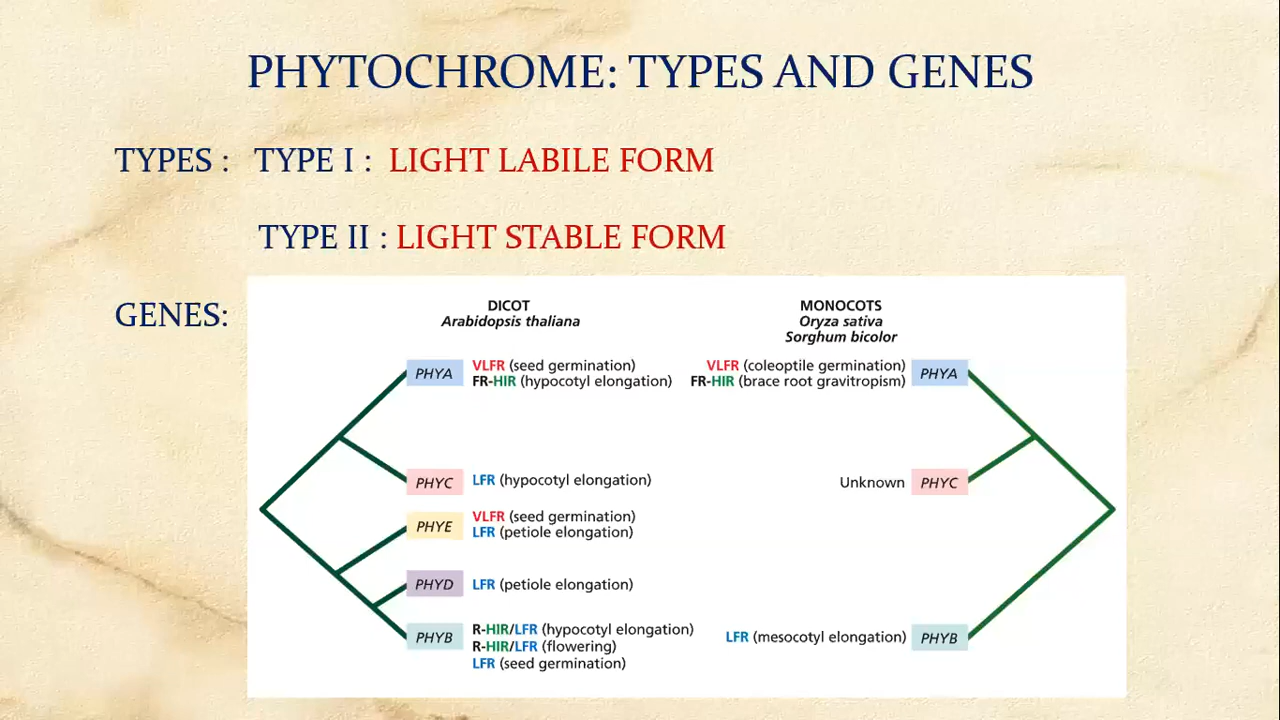 PHYTOCHROME: TYPES AND GENES
TYPES : TYPE I : LIGHT LABILE FORM
TYPE II : LIGHT STABLE FORM
GENES:
DICOT
Arabidopsis thaliana
PHYA
VLFR (seed germination)
FR-HIR (hypocotyl elongation)
PHYC
LFR (hypocotyl elongation)
PHYE
VLFR (seed germination)
LFR (petiole elongation)
PHYD
LFR (petiole elongation)
PHYB
R-HIR/LFR (hypocotyl elongation)
R-HIR/LFR (flowering)
LFR (seed germination)
MONOCOTS
Oryza sativa
Sorghum bicolor
VLFR (coleoptile germination)
FR-HIR (brace root gravitropism)
PHYA
Unknown PHYC
LFR (mesocotyl elongation) PHYB